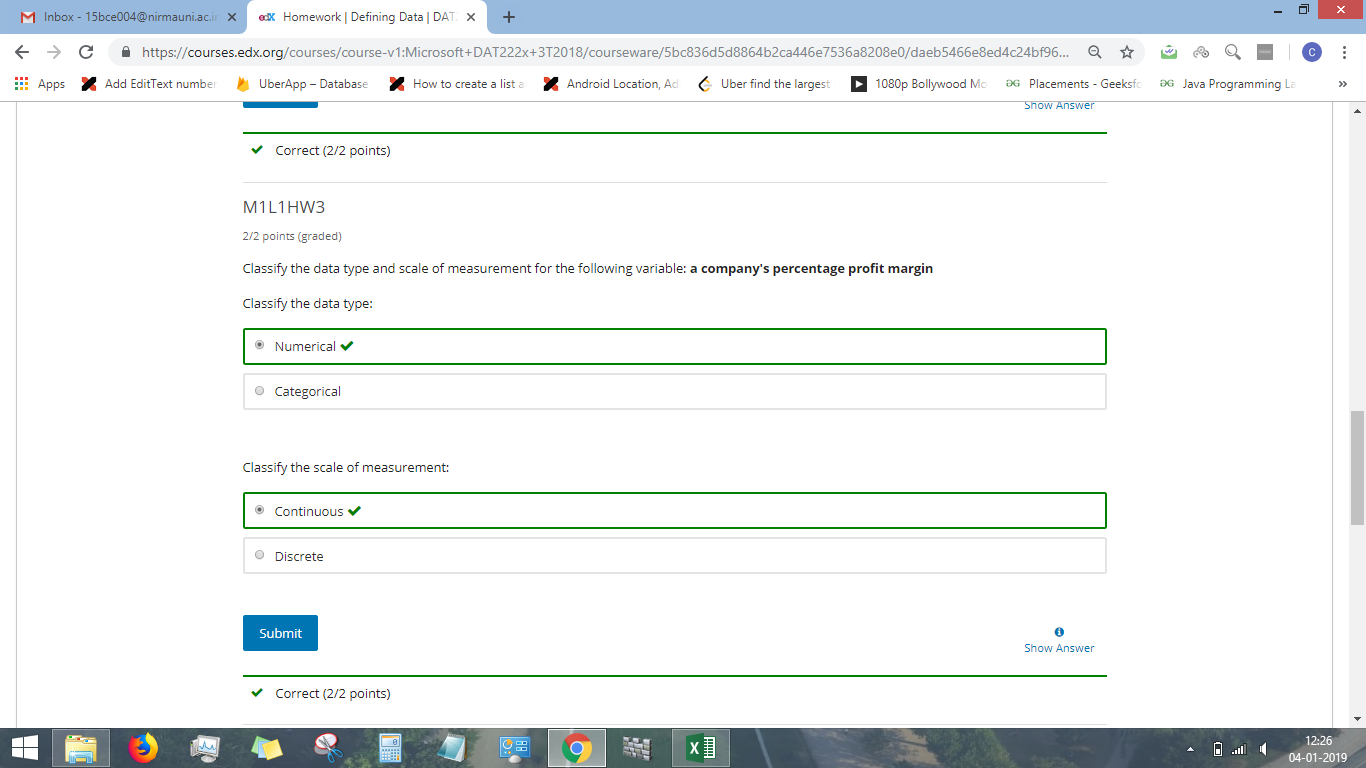 Inbox - 15bce004@nirmauni.ac.i
Homework | Defining Data | DAT
https://courses.edx.org/courses/course-v1:Microsoft+DAT222x+3T2018/courseware/5bc836d5d8864b2ca446e7536a8208e0/daeb5466e8ed4c24bf96...
C
Apps
Add EditText number
UberApp – Database
How to create a list a
Android Location, Ad
Uber find the largest
1080p Bollywood Mo
Placements - Geeksfo
Java Programming La
»
Show Answer
Correct (2/2 points)
M1L1HW3
2/2 points (graded)
Classify the data type and scale of measurement for the following variable: a company's percentage profit margin
Classify the data type:
Numerical
Categorical
Classify the scale of measurement:
Continuous
Discrete
Submit
Show Answer
Correct (2/2 points)
12:26
04-01-2019